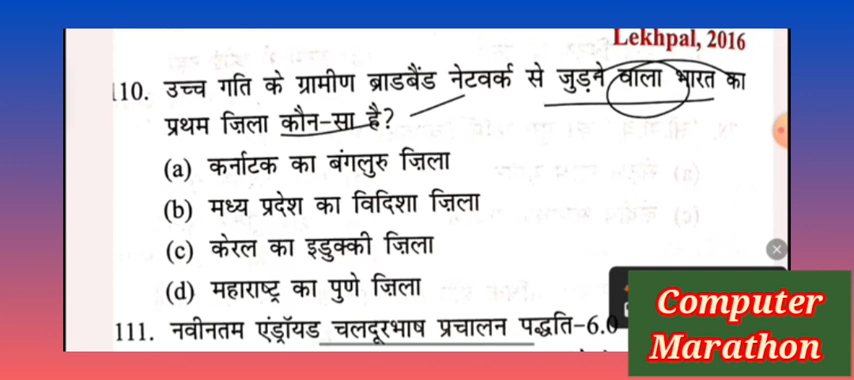 Lekhpal, 2016
110. उच्च गति के ग्रामीण ब्राडबैंड नेटवर्क से जुड़ने वाला भारत का
प्रथम जिला कौन-सा है?
(a) कर्नाटक का बंगलुरु ज़िला
(b) मध्य प्रदेश का विदिशा ज़िला
(c) केरल का इडुक्की ज़िला
(d) महाराष्ट्र का पुणे ज़िला
111. नवीनतम एंड्रॉयड चलदूरभाष प्रचालन पद्धति-6.0
Computer
Marathon